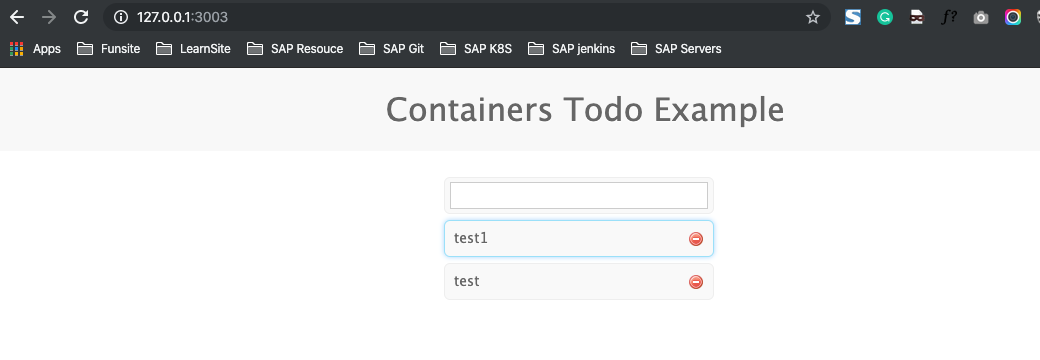 127.0.0.1:3003
Apps Funsite LearnSite SAP Resouce SAP Git SAP K8S SAP jenkins SAP Servers
Containers Todo Example
test1
test